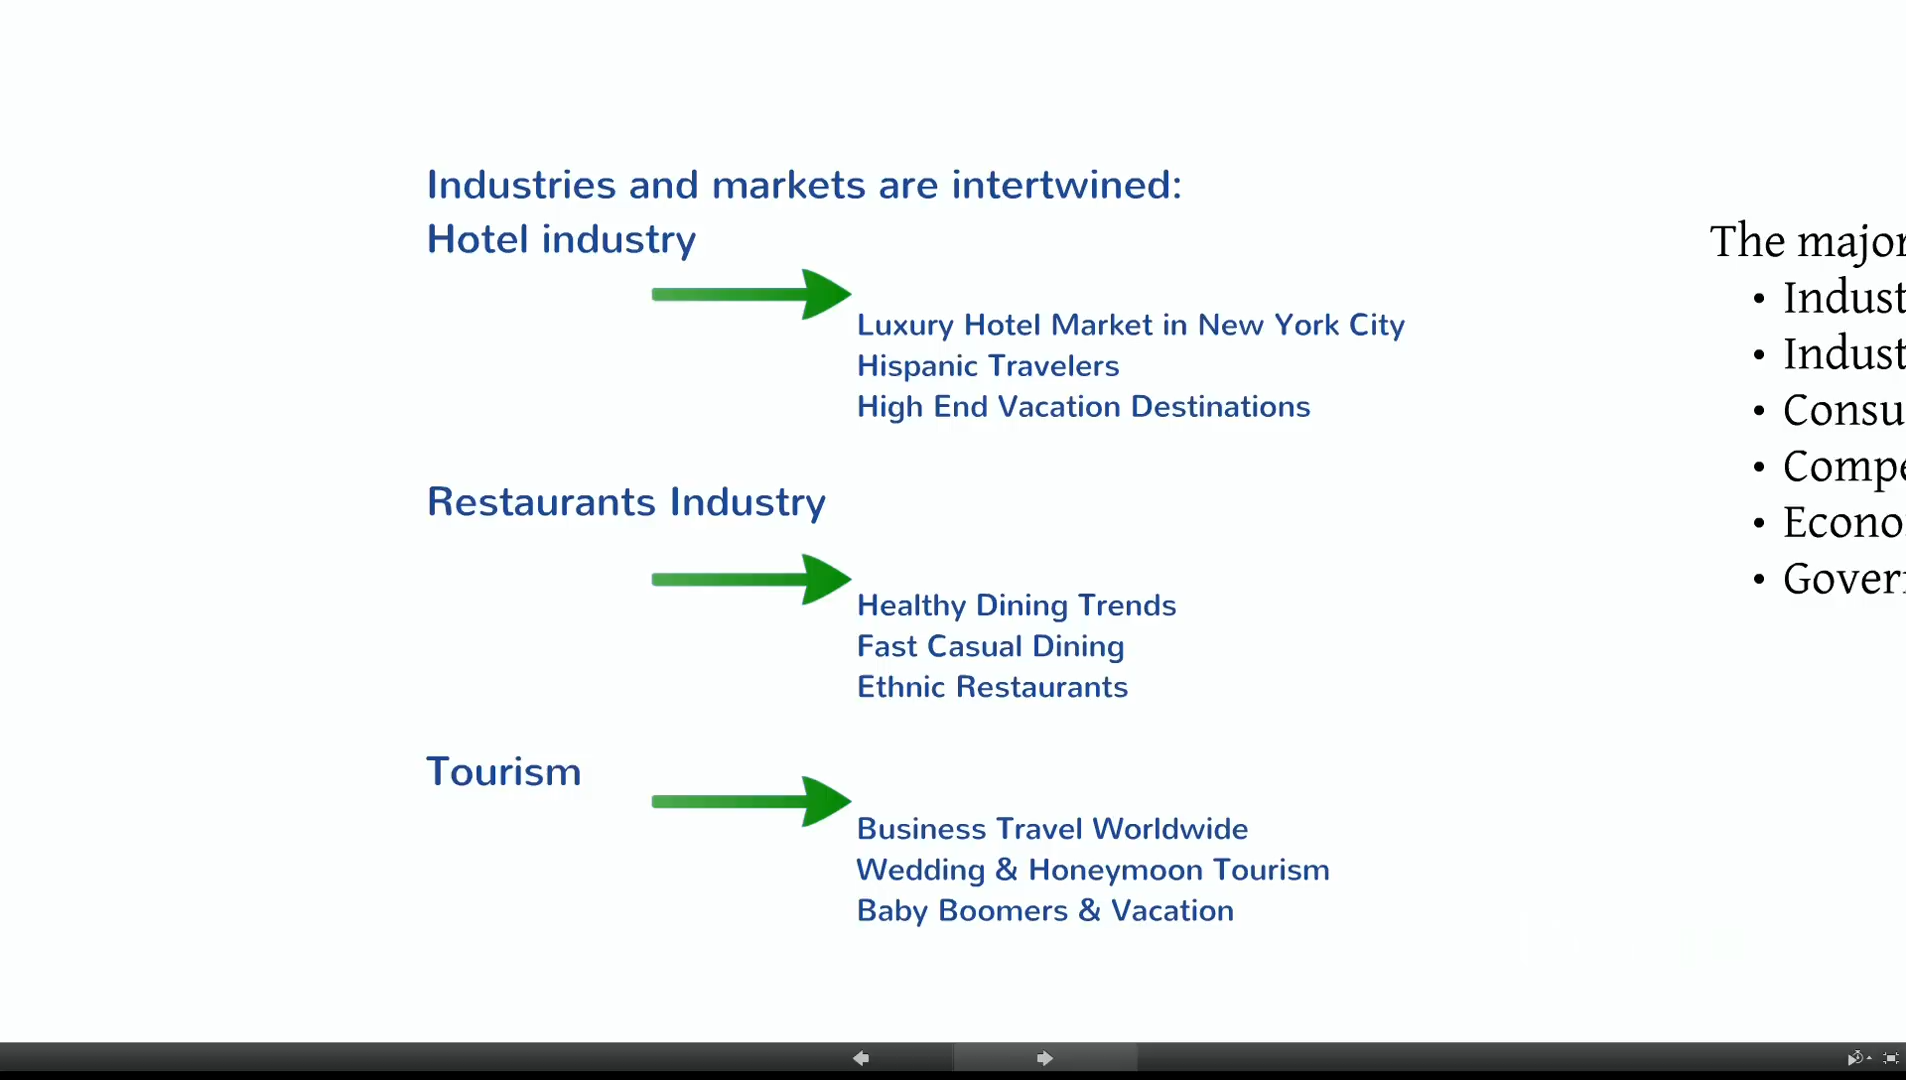 Industries and markets are intertwined:
Hotel industry
Luxury Hotel Market in New York City
Hispanic Travelers
High End Vacation Destinations
Restaurants Industry
Healthy Dining Trends
Fast Casual Dining
Ethnic Restaurants
Tourism
Business Travel Worldwide
Wedding & Honeymoon Tourism
Baby Boomers & Vacation
The major